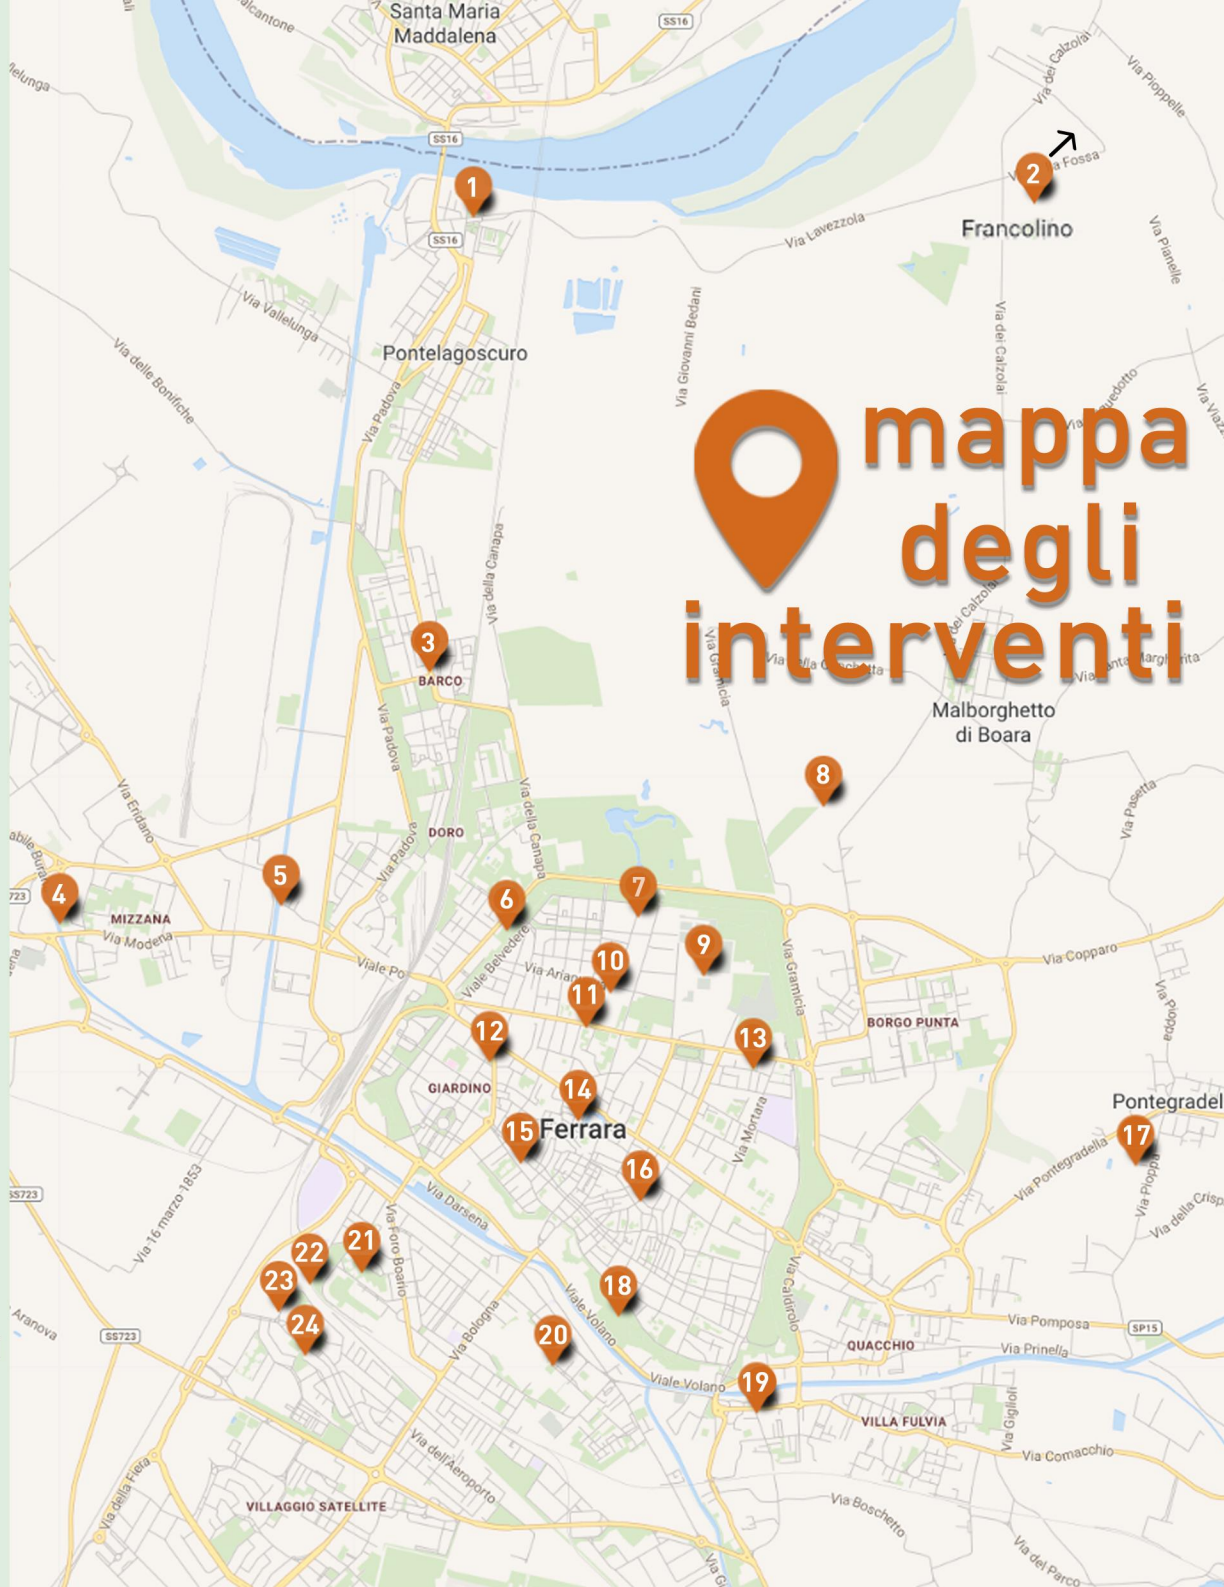 Santa Maria
Maddalena
SS16
Via dei Calzolai
Via Pioppelle
SS16
1
2
Francolino
Via Lavezzola
SS16
Via Pianelle
Via Vallelunga
Via Giovanni Bedani
Via dei Calzolai
Pontelagoscuro
Via delle Bonifiche
Via Padova
mappa
degli
interventi
Via della Canapa
3
BARCO
Via Padova
Via Gramicia
Malborghetto
di Boara
8
Via Eridano
Via della Canapa
Via Pasetta
DORO
Via Padova
4
5
6
7
MIZZANA
Via Modena
Viale Po
Viale Belvedere
9
10
11
Via Gramicia
Via Copparo
12
13
BORGO PUNTA
GIARDINO
14
Ferrara
15
16
Via Mortara
17
Via Pontegradella
Via Pioppa
Via 16 marzo 1853
SS723
Via Darsena
Via Foro Boario
21
22
23
24
18
Viale Volano
Via Caldirolo
20
Via Bologna
SS723
Aranova
Via Pomposa
SP15
QUACCHIO
Via Prinella
Viale Volano
19
VILLA FULVIA
Via Giglioli
Via Comacchio
Via dell'Aeroporto
Via della Fiera
VILLAGGIO SATELLITE
Via Boschetto
Via del Parco